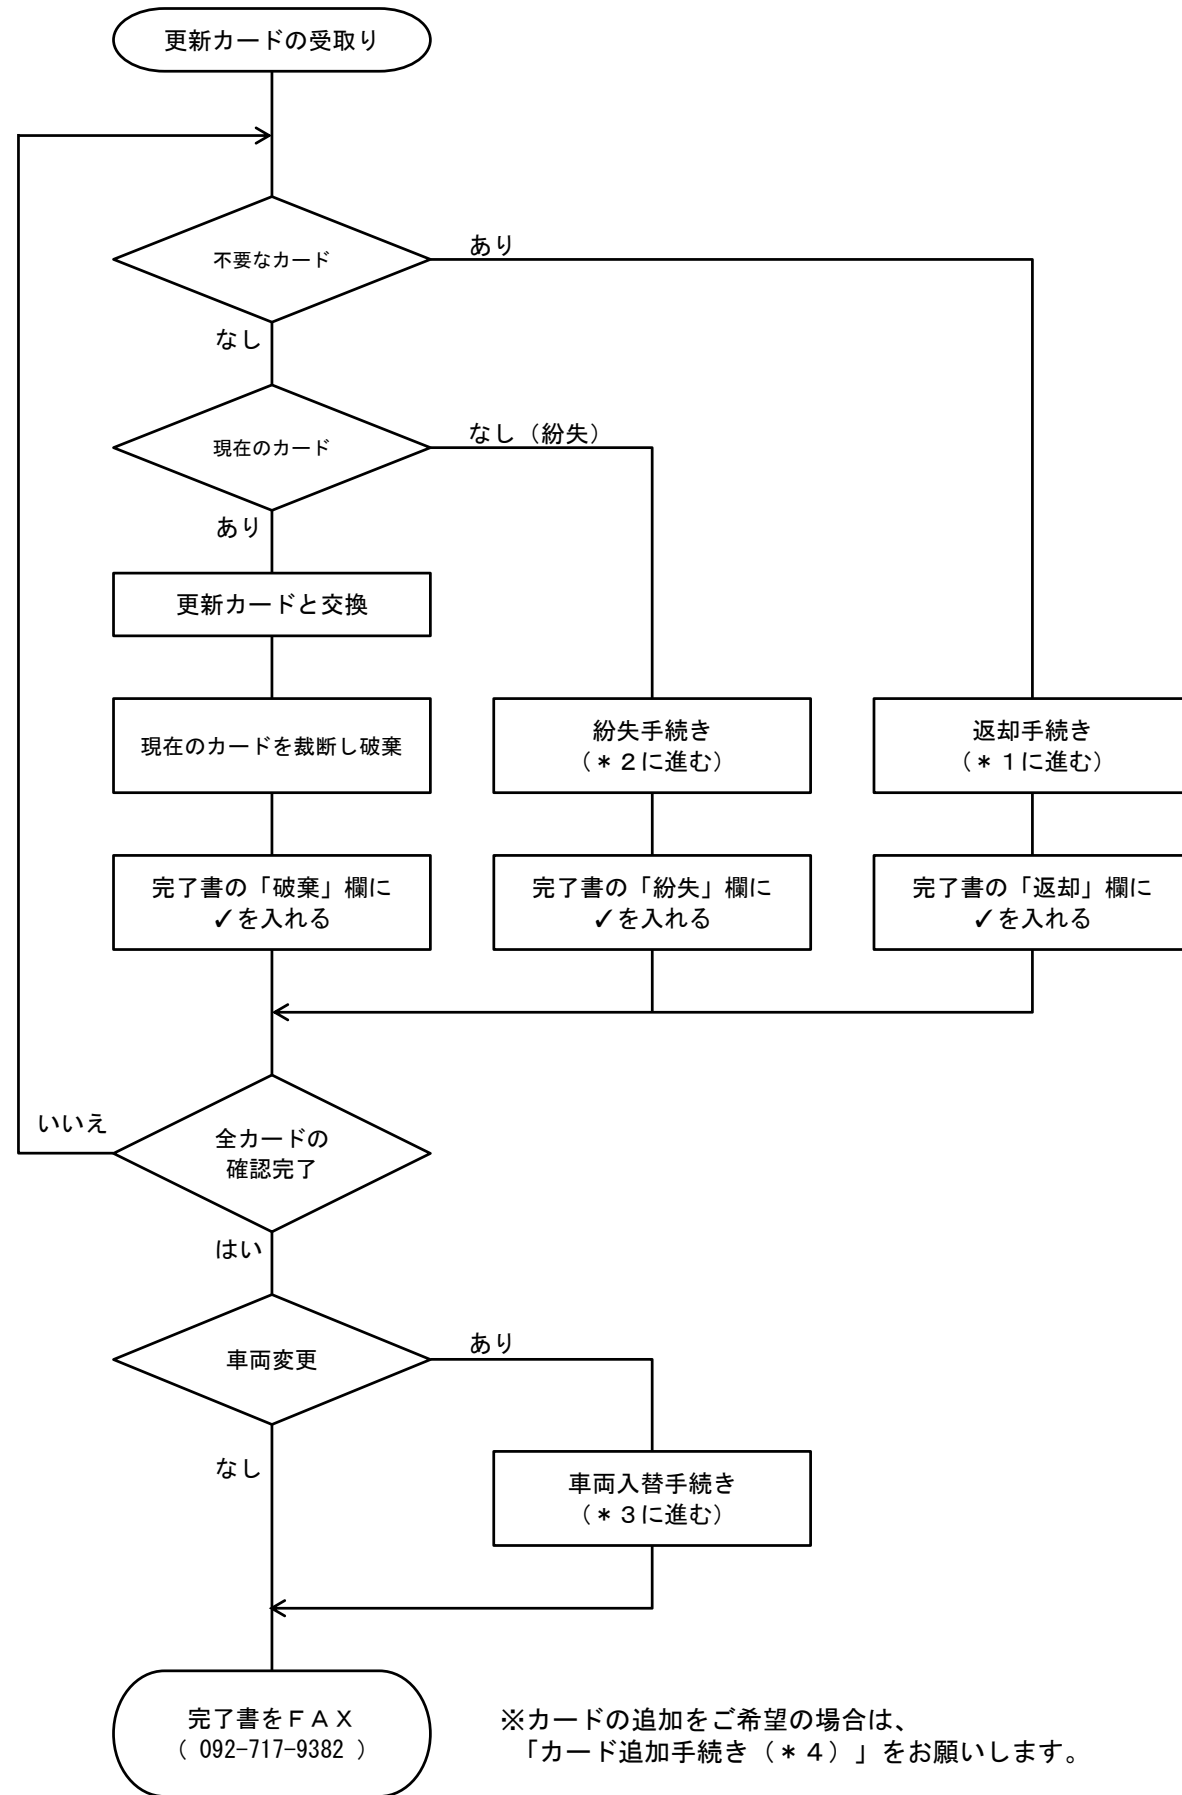 更新カードの受取り
不要なカード
あり
なし
現在のカード
なし（紛失）
あり
更新カードと交換
現在のカードを裁断し破棄
紛失手続き
（＊２に進む）
返却手続き
（＊１に進む）
完了書の「破棄」欄に
✓を入れる
完了書の「紛失」欄に
✓を入れる
完了書の「返却」欄に
✓を入れる
いいえ
全カードの
確認完了
はい
車両変更
あり
なし
車両入替手続き
（＊３に進む）
完了書をＦＡＸ
（ 092-717-9382 ）
※カードの追加をご希望の場合は、
「カード追加手続き（＊４）」をお願いします。